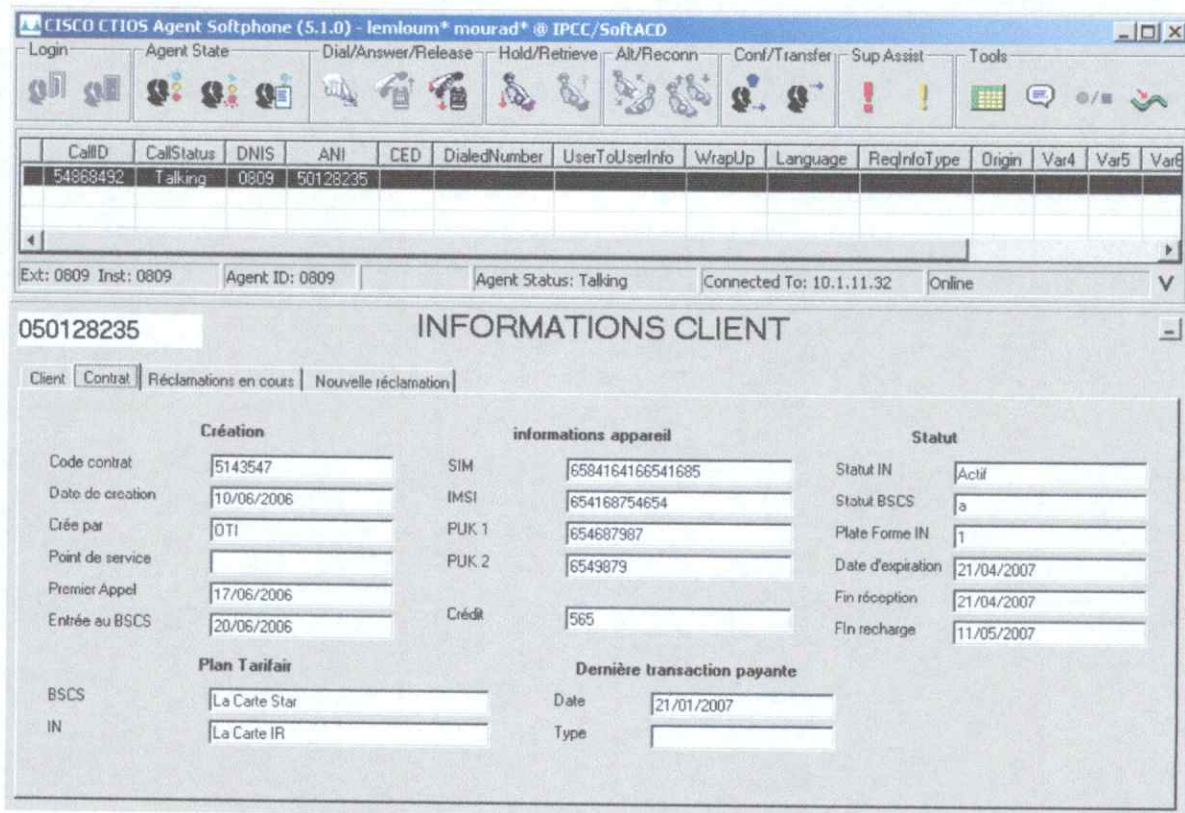 CISCO CTIOS Agent Softphone (5.1.0) - lemloum* mourad* @ IPCC/SoftACD
Login Agent State Dial/Answer/Release Hold/Retrieve Alt/Reconn Conf/Transfer Sup Assist Tools
CallID CallStatus DNIS ANI CED DialedNumber UserToUserInfo WrapUp Language ReqInfoType Origin Var4 Var5 Var6
54868492 Talking 0809 50128235
Ext: 0809 Inst: 0809 Agent ID: 0809 Agent Status: Talking Connected To: 10.1.11.32 Online V
050128235 INFORMATIONS CLIENT
Client Contrat Réclamations en cours Nouvelle réclamation
Création informations appareil Statut
Code contrat 5143547 SIM 6584164166541685 Statut IN Actif
Date de creation 10/06/2006 IMSI 654168754654 Statut BSCS a
Crée par OTI PUK 1 654687987 Plate Forme IN 1
Point de service PUK 2 6549879 Date d'expiration 21/04/2007
Premier Appel 17/06/2006 Fin réception 21/04/2007
Entrée au BSCS 20/06/2006 Crédit 565 FIn recharge 11/05/2007
Plan Tarifair Dernière transaction payante
BSCS La Carte Star Date 21/01/2007
IN La Carte IR Type